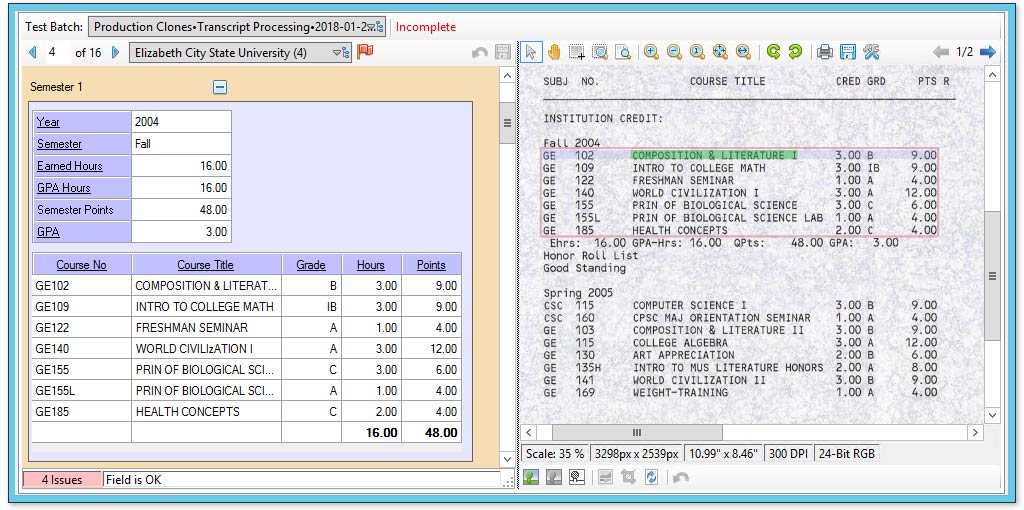 Test Batch: Production Clones•Transcript Processing•2018-01-2 Incomplete
4 of 16 Elizabeth City State University (4)
1/2
Semester 1
Year 2004
Semester Fall
Earned Hours 16.00
GPA Hours 16.00
Semester Points 48.00
GPA 3.00
Course No Course Title Grade Hours Points
GE102 COMPOSITION & LITERAT... B 3.00 9.00
GE109 INTRO TO COLLEGE MATH IB 3.00 9.00
GE122 FRESHMAN SEMINAR A 1.00 4.00
GE140 WORLD CIVILIzATION I A 3.00 12.00
GE155 PRIN OF BIOLOGICAL SCI... C 3.00 6.00
GE155L PRIN OF BIOLOGICAL SCI... A 1.00 4.00
GE185 HEALTH CONCEPTS C 2.00 4.00
16.00 48.00
4 Issues Field is OK
SUBJ NO. COURSE TITLE CRED GRD PTS R
INSTITUTION CREDIT:
Fall 2004
GE 102 COMPOSITION & LITERATURE I 3.00 B 9.00
GE 109 INTRO TO COLLEGE MATH 3.00 IB 9.00
GE 122 FRESHMAN SEMINAR 1.00 A 4.00
GE 140 WORLD CIVILIZATION I 3.00 A 12.00
GE 155 PRIN OF BIOLOGICAL SCIENCE 3.00 C 6.00
GE 155L PRIN OF BIOLOGICAL SCIENCE LAB 1.00 A 4.00
GE 185 HEALTH CONCEPTS 2.00 C 4.00
Ehrs: 16.00 GPA-Hrs: 16.00 QPts: 48.00 GPA: 3.00
Honor Roll List
Good Standing
Spring 2005
CSC 115 COMPUTER SCIENCE I 3.00 B 9.00
CSC 160 CPSC MAJ ORIENTATION SEMINAR 1.00 A 4.00
GE 103 COMPOSITION & LITERATURE II 3.00 B 9.00
GE 115 COLLEGE ALGEBRA 3.00 A 12.00
GE 130 ART APPRECIATION 2.00 B 6.00
GE 135H INTRO TO MUS LITERATURE HONORS 2.00 A 8.00
GE 141 WORLD CIVILIZATION II 3.00 B 9.00
GE 169 WEIGHT-TRAINING 1.00 A 4.00
Scale: 35 % 3298px x 2539px 10.99" x 8.46" 300 DPI 24-Bit RGB